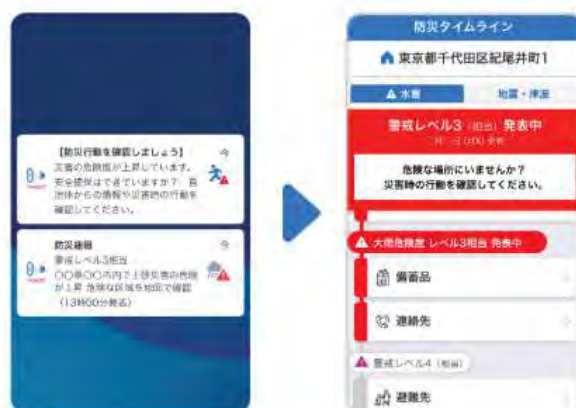 【防災行動を確認しましょう】 今
災害の危険度が上昇しています。
安全確保はできていますか？ 自
治体からの情報や災害時の行動を
確認してください。
防災速報 今
警戒レベル3相当
〇〇県〇〇市内で土砂災害の危険
が上昇 危険な区域を地図で確認
（13時00分発表）
防災タイムライン
東京都千代田区紀尾井町1
水害 地震・津波
警戒レベル3（相当）発表中
危険な場所にいませんか？
災害時の行動を確認してください。
大雨危険度 レベル3相当 発表中
備蓄品
連絡先
警戒レベル4（相当）
避難先